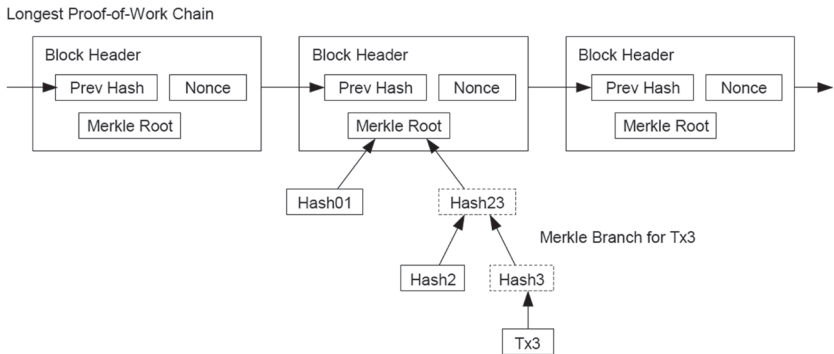 Longest Proof-of-Work Chain
Block Header
Prev Hash
Nonce
Merkle Root
Block Header
Prev Hash
Nonce
Merkle Root
Block Header
Prev Hash
Nonce
Merkle Root
Hash01
Hash23
Merkle Branch for Tx3
Hash2
Hash3
Tx3